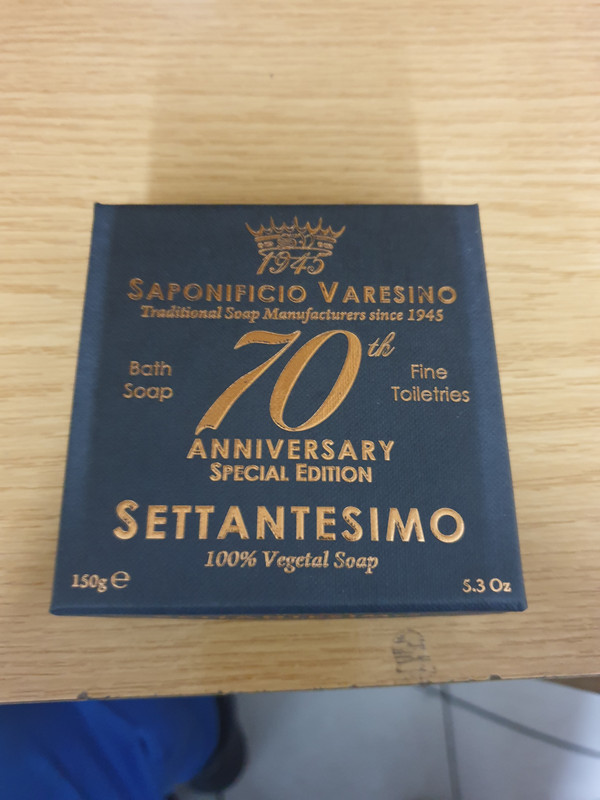 1945
SAPONIFICIO VARESINO
Traditional Soap Manufacturers since 1945
70th
Bath
Soap
Fine
Toiletries
ANNIVERSARY
SPECIAL EDITION
SETTANTESIMO
100% Vegetal Soap
150g ℮
5.3 Oz